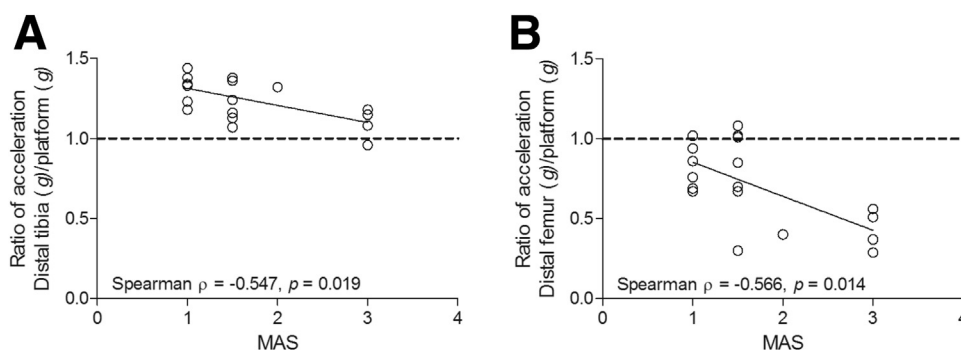 A
Ratio of acceleration
Distal tibia (g)/platform (g)
1.5
1.0
0.5
0.0
Spearman ρ = -0.547, p = 0.019
0 1 2 3 4
MAS
B
Ratio of acceleration
Distal femur (g)/platform (g)
1.5
1.0
0.5
0.0
Spearman ρ = -0.566, p = 0.014
0 1 2 3 4
MAS